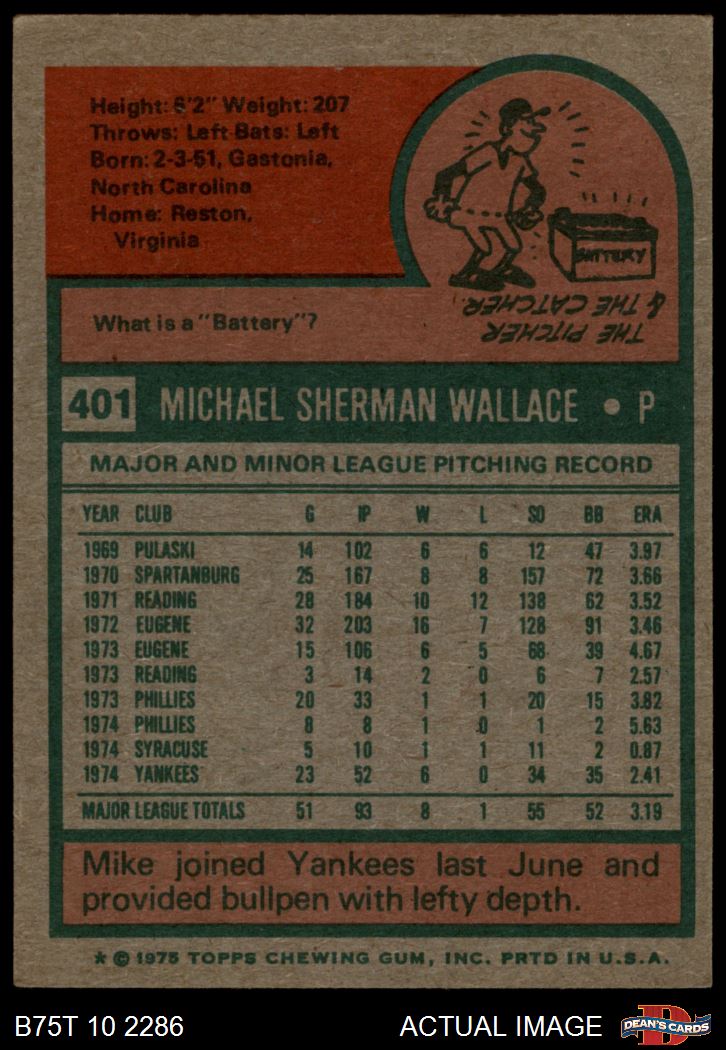 Height: 6'2" Weight: 207
Throws: Left Bats: Left
Born: 2-3-51, Gastonia,
North Carolina
Home: Reston,
Virginia
BATTERY
THE PITCHER
& THE CATCHER
What is a "Battery"?
401 MICHAEL SHERMAN WALLACE • P
MAJOR AND MINOR LEAGUE PITCHING RECORD
YEAR CLUB G IP W L SO BB ERA
1969 PULASKI 14 102 6 6 12 47 3.97
1970 SPARTANBURG 25 167 8 8 157 72 3.66
1971 READING 28 184 10 12 138 62 3.52
1972 EUGENE 32 203 16 7 128 91 3.46
1973 EUGENE 15 106 6 5 68 39 4.67
1973 READING 3 14 2 0 6 7 2.57
1973 PHILLIES 20 33 1 1 20 15 3.82
1974 PHILLIES 8 8 1 0 1 2 5.63
1974 SYRACUSE 5 10 1 1 11 2 0.87
1974 YANKEES 23 52 6 0 34 35 2.41
MAJOR LEAGUE TOTALS 51 93 8 1 55 52 3.19
Mike joined Yankees last June and
provided bullpen with lefty depth.
* © 1975 TOPPS CHEWING GUM, INC. PRTD IN U.S.A.
B75T 10 2286 ACTUAL IMAGE D DEAN'S CARDS